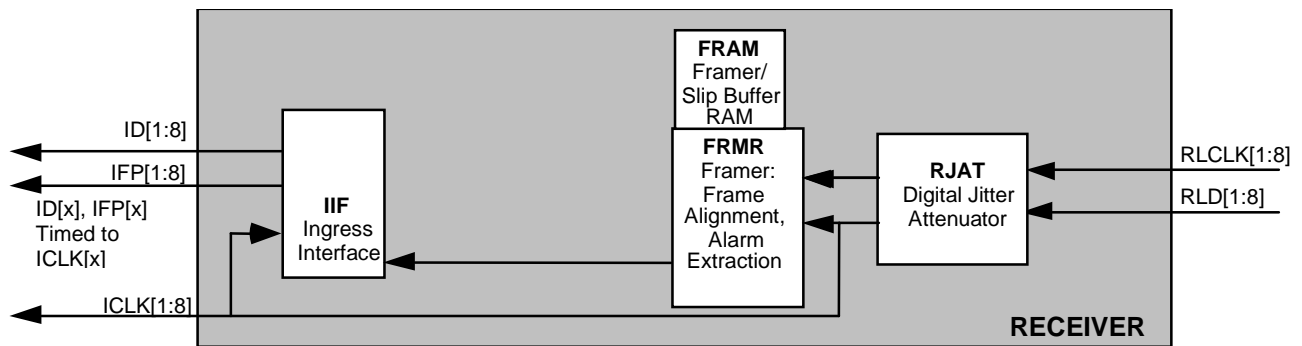 FRAM
Framer/
Slip Buffer
RAM
ID[1:8]
IFP[1:8]
ID[x], IFP[x]
Timed to
ICLK[x]
ICLK[1:8]
IIF
Ingress
Interface
FRMR
Framer:
Frame
Alignment,
Alarm
Extraction
RJAT
Digital Jitter
Attenuator
RLCLK[1:8]
RLD[1:8]
RECEIVER